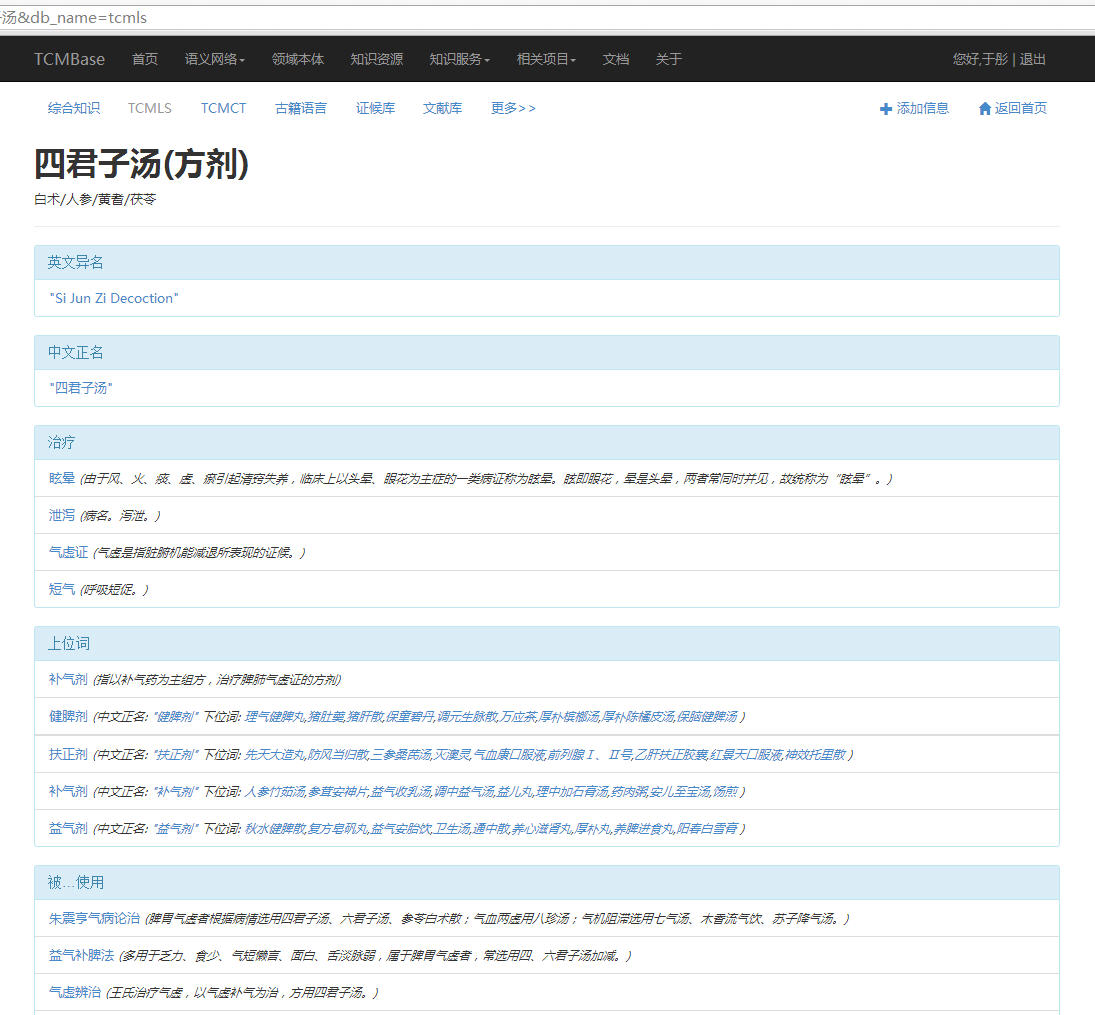 汤&db_name=tcmls
TCMBase 首页 语义网络 领域本体 知识资源 知识服务 相关项目 文档 关于 您好,于彤 | 退出
综合知识 TCMLS TCMCT 古籍语言 证候库 文献库 更多>> 添加信息 返回首页
四君子汤(方剂)
白术/人参/黄耆/茯苓
英文异名
"Si Jun Zi Decoction"
中文正名
"四君子汤"
治疗
眩晕 (由于风、火、痰、虚、瘀引起清窍失养，临床上以头晕、眼花为主症的一类病证称为眩晕。眩即眼花，晕是头晕，两者常同时并见，故统称为“眩晕”。)
泄泻 (病名。泻泄。)
气虚证 (气虚是指脏腑机能减退所表现的证候。)
短气 (呼吸短促。)
上位词
补气剂 (指以补气药为主组方，治疗脾肺气虚证的方剂)
健脾剂 (中文正名: "健脾剂" 下位词: 理气健脾丸,猪肚羹,猪肝散,保童碧丹,调元生脉散,万应茶,厚朴槟榔汤,厚朴陈橘皮汤,保脑健脾汤 )
扶正剂 (中文正名: "扶正剂" 下位词: 先天大造丸,防风当归散,三参桑芪汤,灭澳灵,气血康口服液,前列腺Ⅰ、Ⅱ号,乙肝扶正胶囊,红景天口服液,神效托里散 )
补气剂 (中文正名: "补气剂" 下位词: 人参竹茹汤,参茸安神片,益气收乳汤,调中益气汤,益儿丸,理中加石膏汤,药肉粥,安儿至宝汤,饧煎 )
益气剂 (中文正名: "益气剂" 下位词: 秋水健脾散,复方皂矾丸,益气安胎饮,卫生汤,通中散,养心滋肾丸,厚朴丸,养脾进食丸,阳毒白雪膏 )
被...使用
朱震亨气病论治 (脾胃气虚者根据病情选用四君子汤、六君子汤、参苓白术散；气血两虚用八珍汤；气机阻滞选用七气汤、木香流气饮、苏子降气汤。)
益气补脾法 (多用于乏力、食少、气短懒言、面白、舌淡脉弱，属于脾胃气虚者，常选用四、六君子汤加减。)
气虚辨治 (王氏治疗气虚，以气虚补气为治，方用四君子汤。)